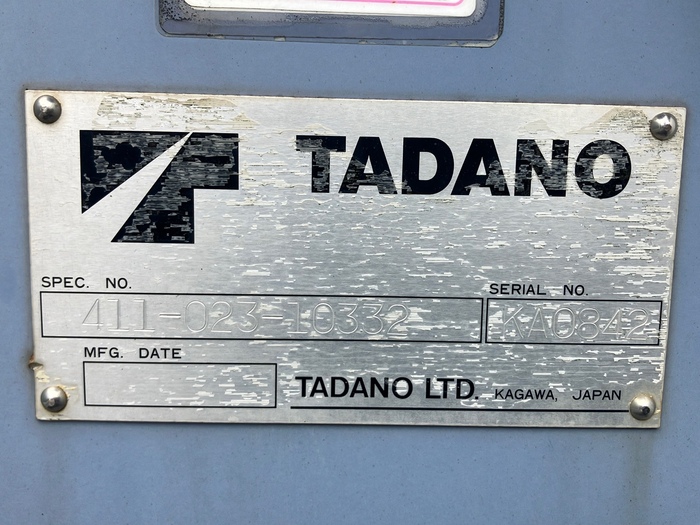 TADANO
SPEC. NO.
411-023-10332
SERIAL NO.
KA0842
MFG. DATE
TADANO LTD. KAGAWA, JAPAN